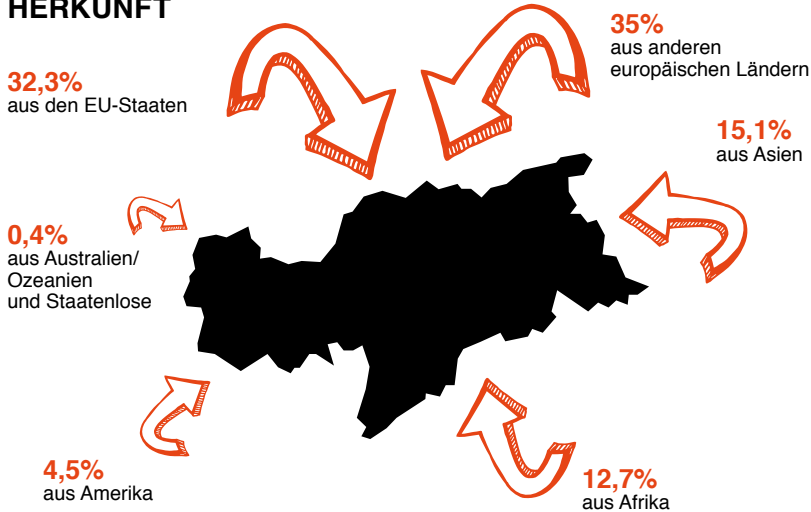 HERKUNFT
32,3%
aus den EU-Staaten
35%
aus anderen
europäischen Ländern
15,1%
aus Asien
0,4%
aus Australien/
Ozeanien
und Staatenlose
4,5%
aus Amerika
12,7%
aus Afrika